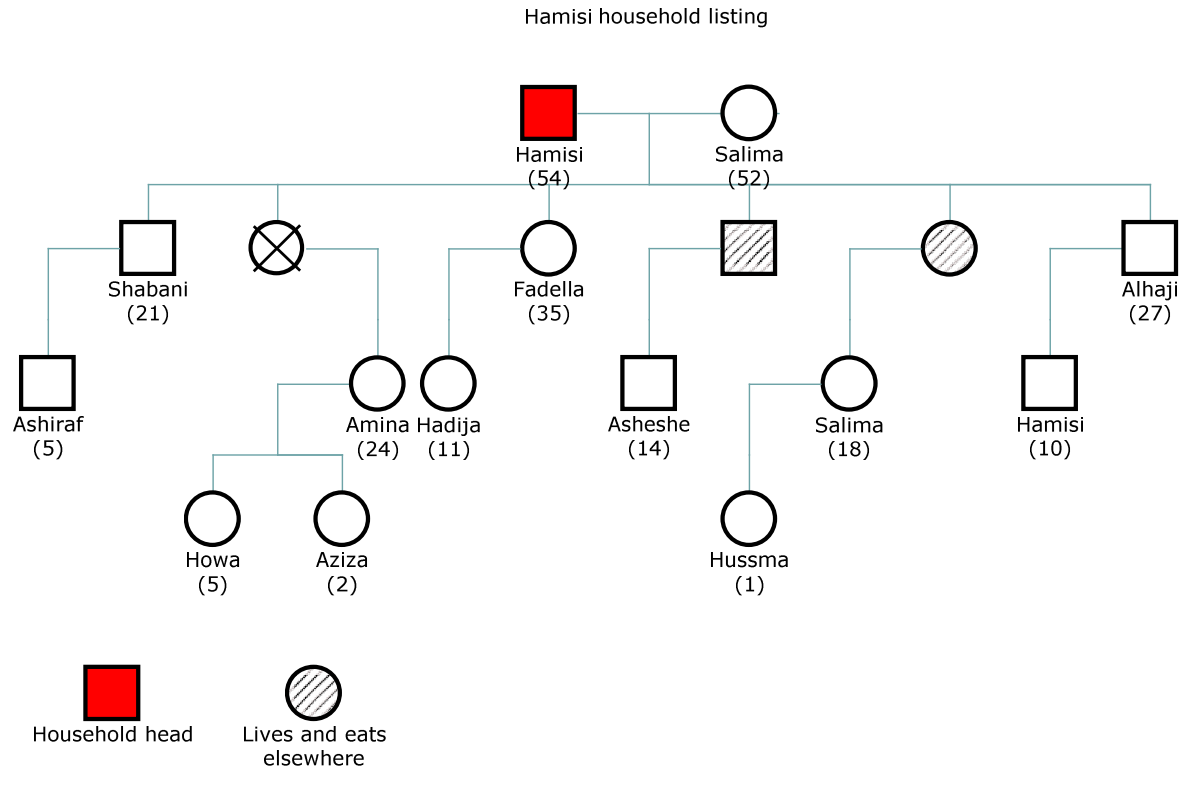 Hamisi household listing
Hamisi
(54)
Salima
(52)
Shabani
(21)
Fadella
(35)
Alhaji
(27)
Ashiraf
(5)
Amina
(24)
Hadija
(11)
Asheshe
(14)
Salima
(18)
Hamisi
(10)
Howa
(5)
Aziza
(2)
Hussma
(1)
Household head
Lives and eats
elsewhere